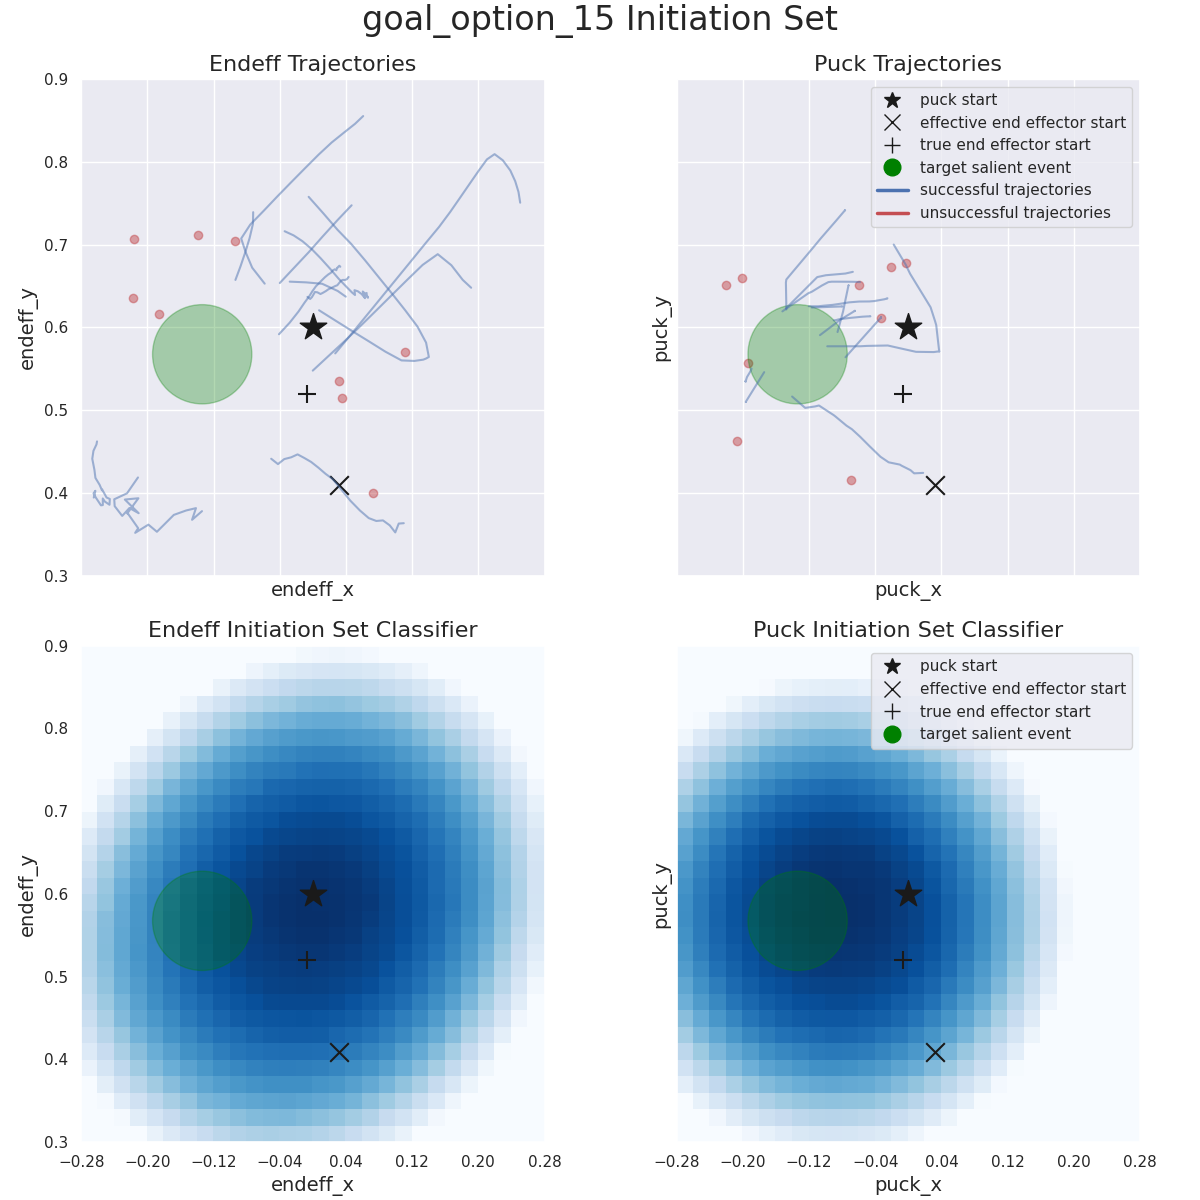 goal_option_15 Initiation Set
Endeff Trajectories
0.9
0.8
0.7
0.6
0.5
0.4
0.3
endeff_y
endeff_x
Puck Trajectories
puck start
effective end effector start
true end effector start
target salient event
successful trajectories
unsuccessful trajectories
puck_y
puck_x
Endeff Initiation Set Classifier
0.9
0.8
0.7
0.6
0.5
0.4
0.3
endeff_y
−0.28 −0.20 −0.12 −0.04 0.04 0.12 0.20 0.28
endeff_x
Puck Initiation Set Classifier
puck start
effective end effector start
true end effector start
target salient event
puck_y
−0.28 −0.20 −0.12 −0.04 0.04 0.12 0.20 0.28
puck_x